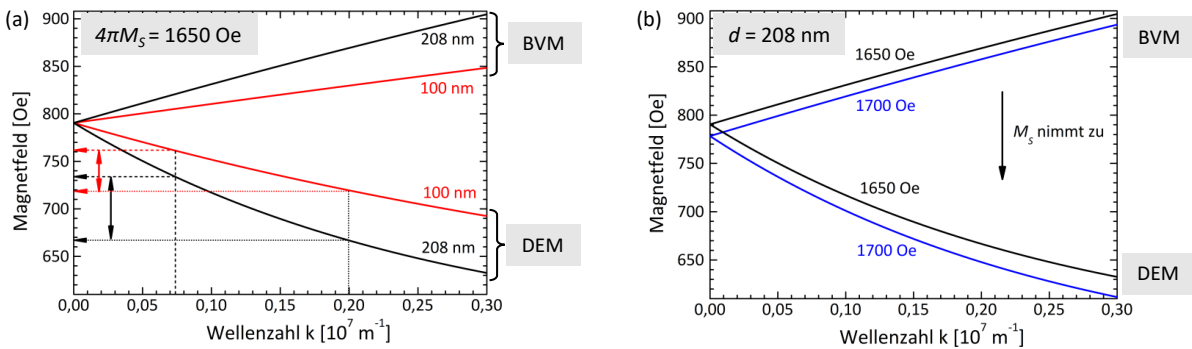 (a)
4πM_S = 1650 Oe
900
850
800
750
700
650
Magnetfeld [Oe]
208 nm
100 nm
100 nm
208 nm
BVM
DEM
0,00 0,05 0,10 0,15 0,20 0,25 0,30
Wellenzahl k [10^7 m^-1]
(b)
d = 208 nm
900
850
800
750
700
650
Magnetfeld [Oe]
1650 Oe
1700 Oe
M_S nimmt zu
1650 Oe
1700 Oe
BVM
DEM
0,00 0,05 0,10 0,15 0,20 0,25 0,30
Wellenzahl k [10^7 m^-1]